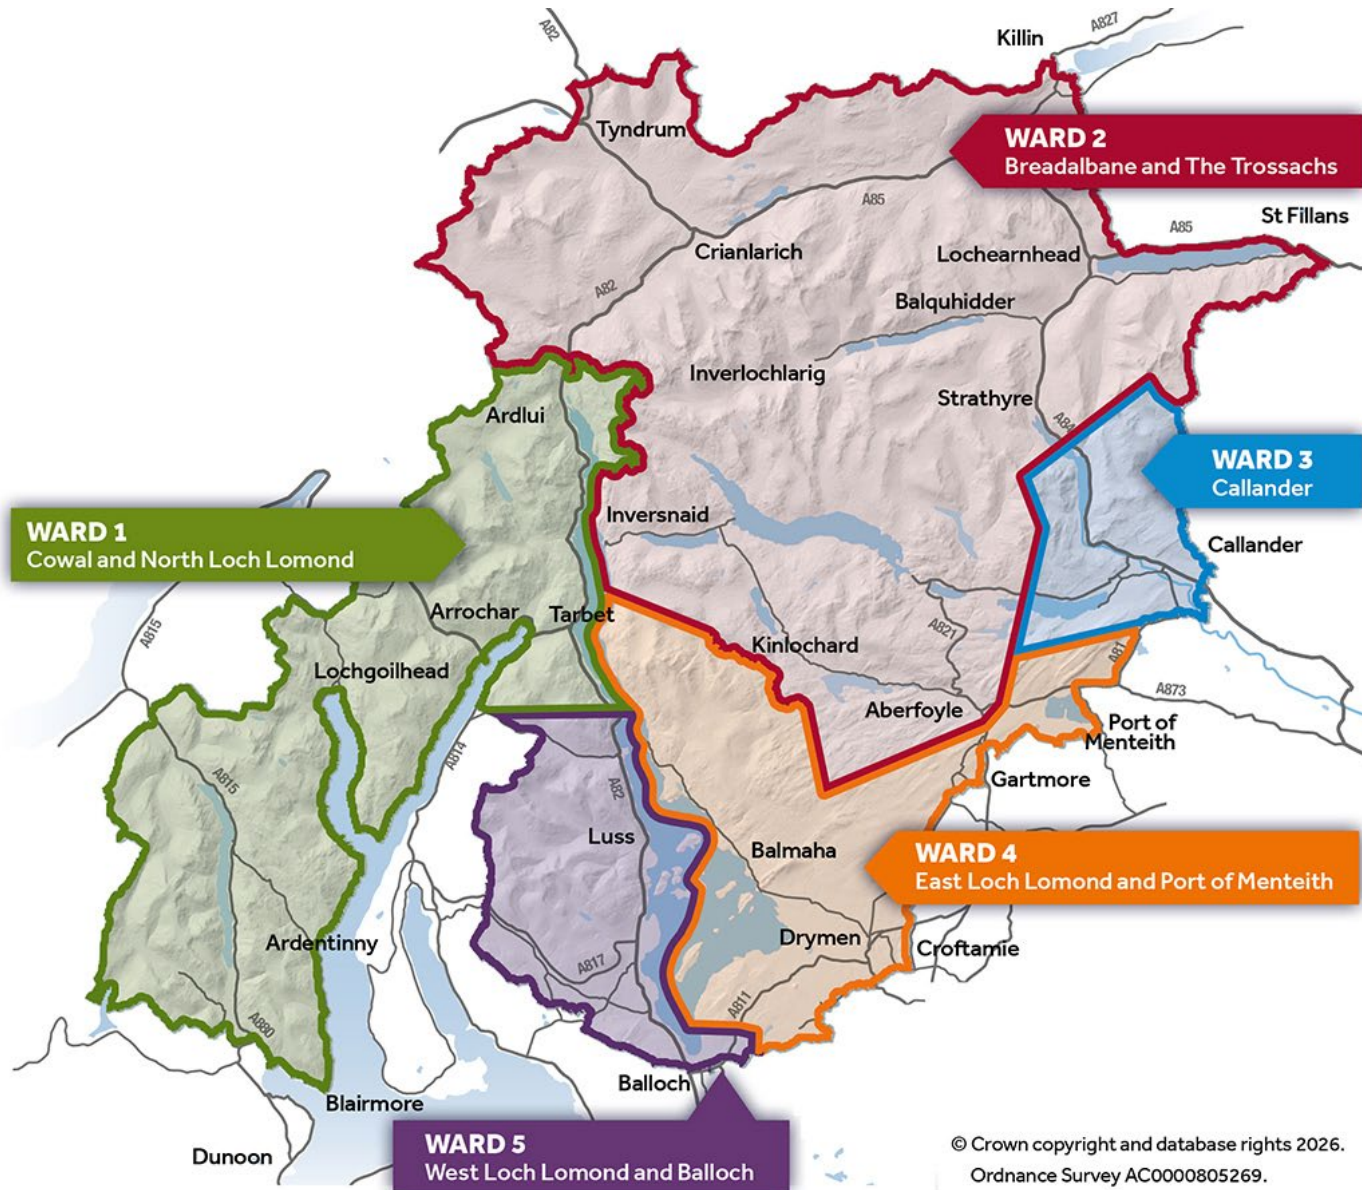 A82
A827
Killin
Tyndrum
WARD 2
Breadalbane and The Trossachs
A85
St Fillans
A85
Crianlarich
Lochearnhead
A82
Balquhidder
Inverlochlarig
Strathyre
Ardlui
A84
WARD 3
Callander
Inversnaid
WARD 1
Cowal and North Loch Lomond
Callander
Arrochar
Tarbet
A815
A821
Kinlochard
A81
Lochgoilhead
A873
Aberfoyle
Port of
Menteith
A814
A815
A82
Gartmore
Luss
Balmaha
WARD 4
East Loch Lomond and Port of Menteith
Ardentinny
Drymen
Croftamie
A817
A811
A880
Balloch
Blairmore
WARD 5
West Loch Lomond and Balloch
Dunoon
© Crown copyright and database rights 2026.
Ordnance Survey AC0000805269.